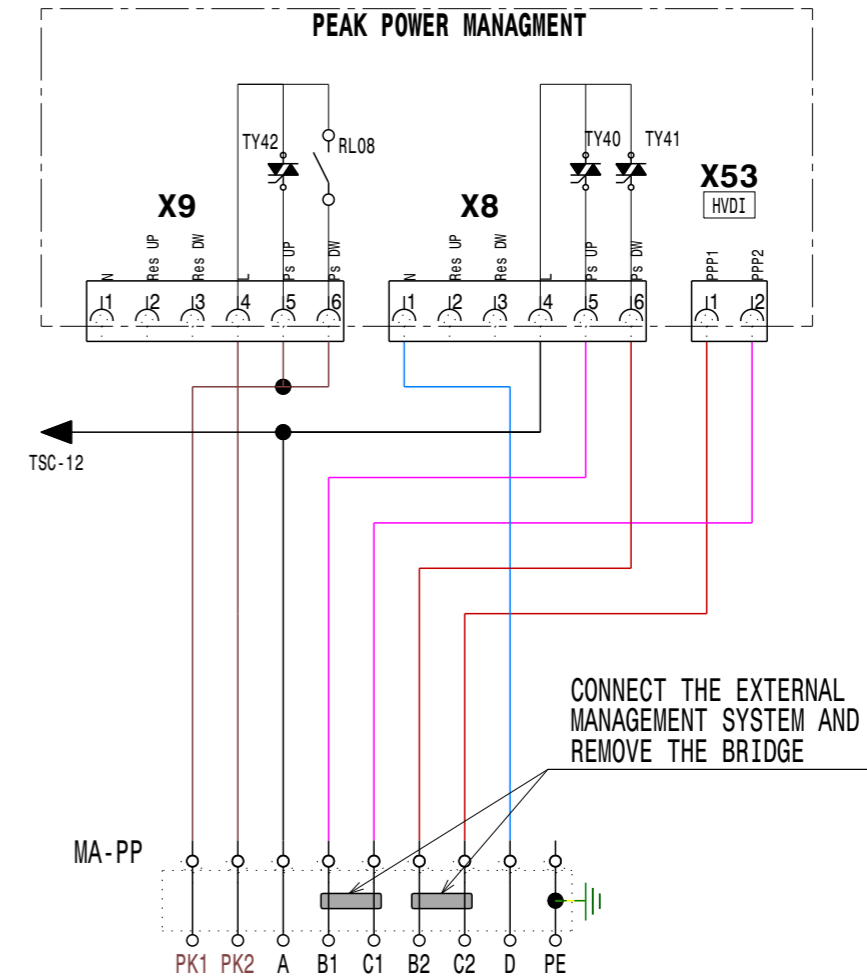 PEAK POWER MANAGMENT
TY42
RL08
TY40
TY41
X9
X8
X53
HVDI
N
Res UP
Res DW
L
Ps UP
Ps DW
N
Res UP
Res DW
L
Ps UP
Ps DW
PPP1
PPP2
1 2 3 4 5 6
1 2 3 4 5 6
1 2
TSC-12
CONNECT THE EXTERNAL
MANAGEMENT SYSTEM AND
REMOVE THE BRIDGE
MA-PP
PK1 PK2 A B1 C1 B2 C2 D PE